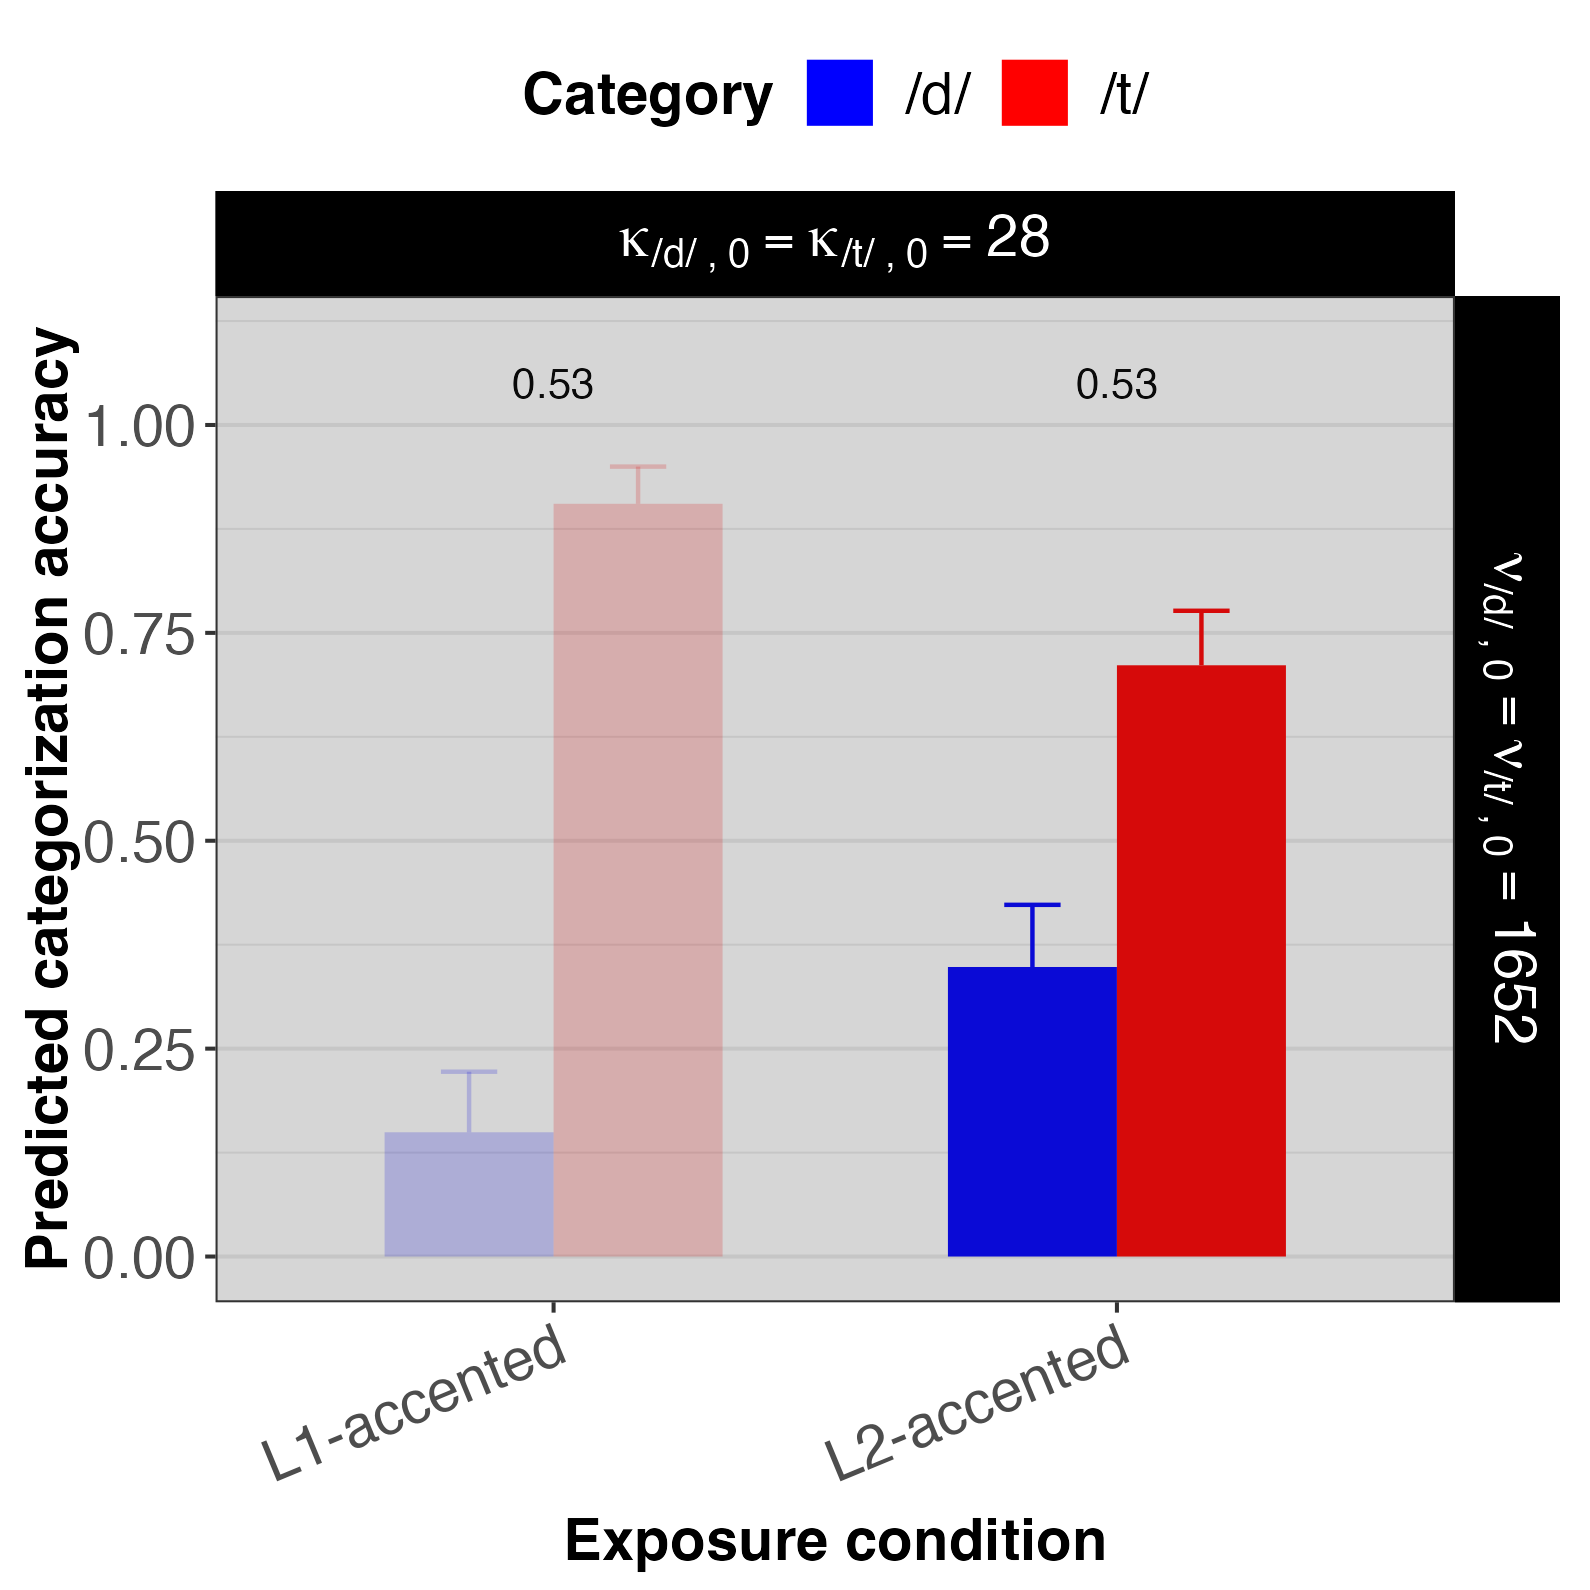 Category /d/ /t/
κ/d/ , 0 = κ/t/ , 0 = 28
0.53 0.53
Predicted categorization accuracy
1.00
0.75
0.50
0.25
0.00
ν/d/ , 0 = ν/t/ , 0 = 1652
L1-accented L2-accented
Exposure condition